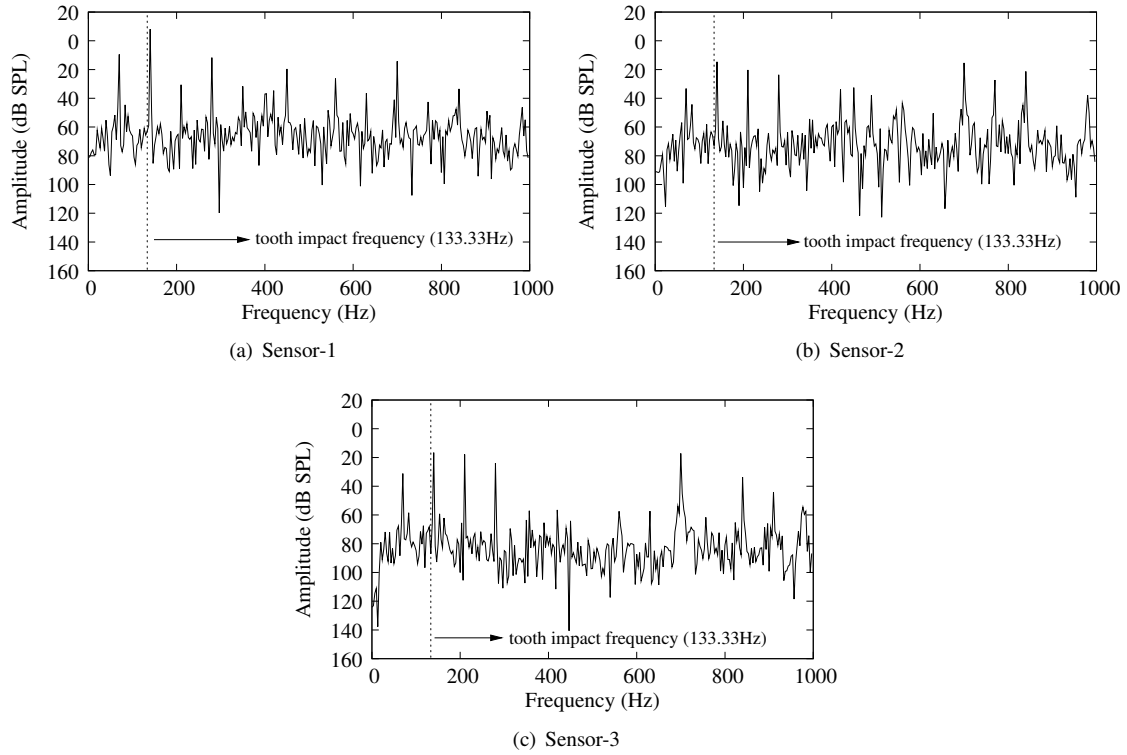 20
0
20
40
60
80
100
120
140
160
Amplitude (dB SPL)
tooth impact frequency (133.33Hz)
0 200 400 600 800 1000
Frequency (Hz)
(a) Sensor-1
20
0
20
40
60
80
100
120
140
160
Amplitude (dB SPL)
tooth impact frequency (133.33Hz)
0 200 400 600 800 1000
Frequency (Hz)
(b) Sensor-2
20
0
20
40
60
80
100
120
140
160
Amplitude (dB SPL)
tooth impact frequency (133.33Hz)
0 200 400 600 800 1000
Frequency (Hz)
(c) Sensor-3